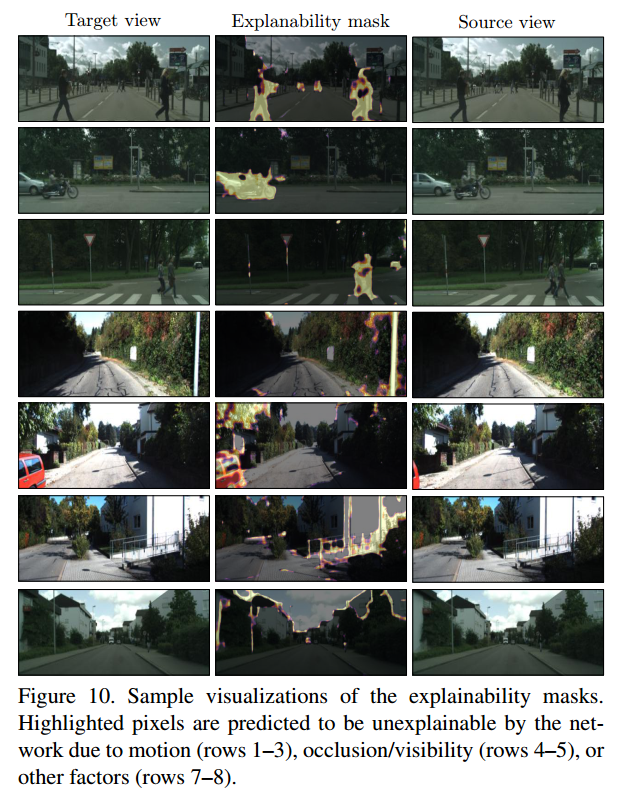 Target view
Explanability mask
Source view
Figure 10. Sample visualizations of the explainability masks.
Highlighted pixels are predicted to be unexplainable by the net-
work due to motion (rows 1–3), occlusion/visibility (rows 4–5), or
other factors (rows 7–8).